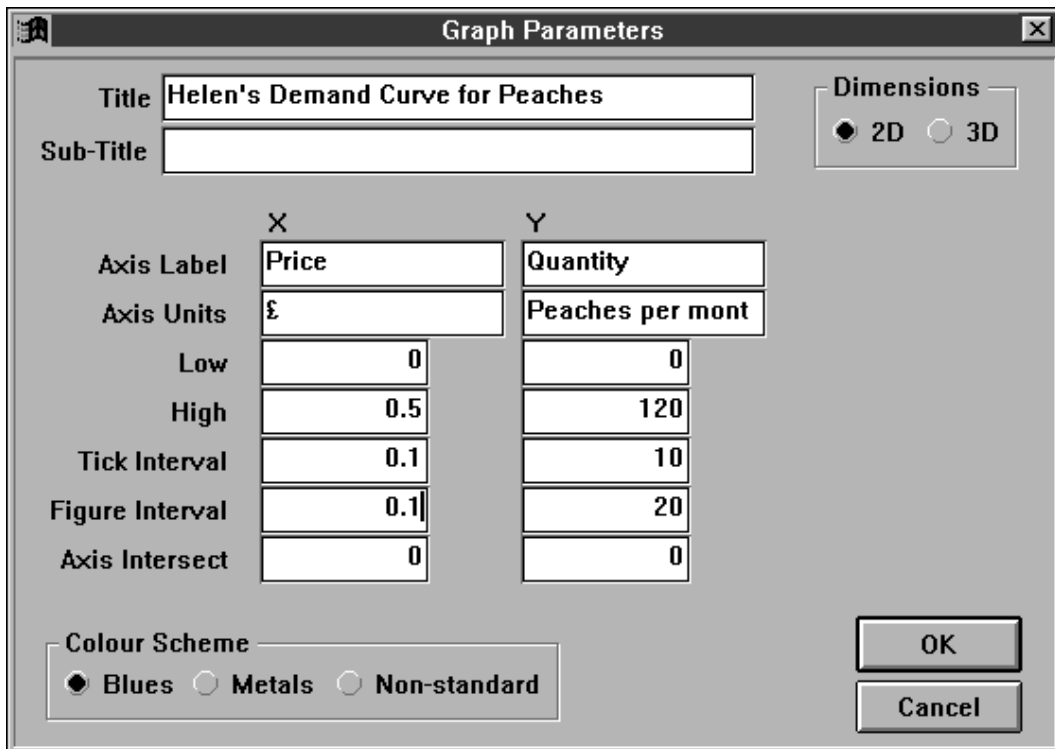 Graph Parameters
Title Helen's Demand Curve for Peaches
Sub-Title
Dimensions
2D 3D
X Y
Axis Label Price Quantity
Axis Units £ Peaches per mont
Low 0 0
High 0.5 120
Tick Interval 0.1 10
Figure Interval 0.1 20
Axis Intersect 0 0
Colour Scheme
Blues Metals Non-standard
OK
Cancel